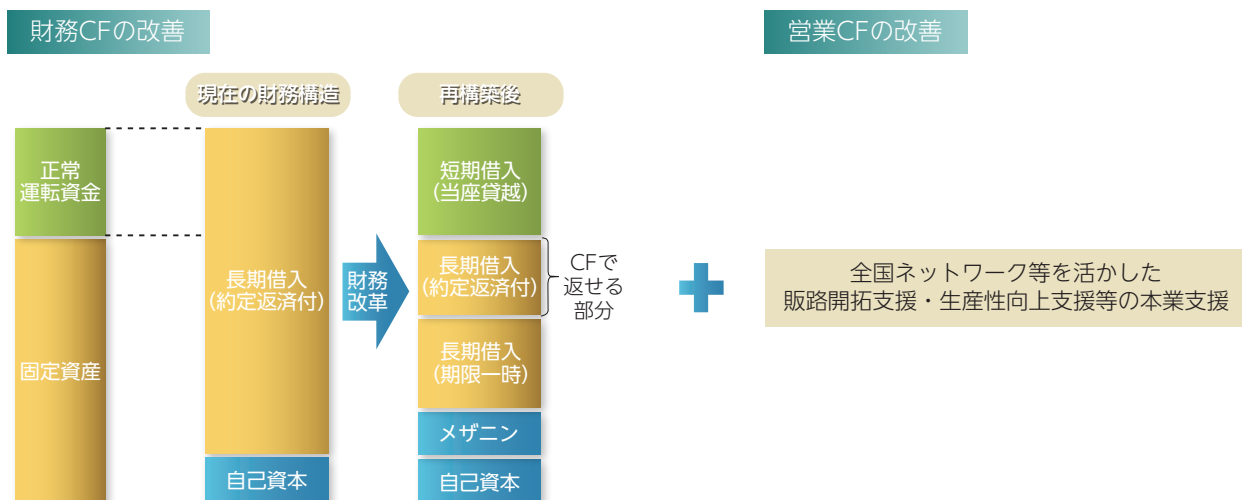 財務CFの改善
営業CFの改善
現在の財務構造
再構築後
正常
運転資金
固定資産
長期借入
(約定返済付)
自己資本
財務
改革
短期借入
(当座貸越)
長期借入
(約定返済付)
長期借入
(期限一時)
メザニン
自己資本
CFで
返せる
部分
全国ネットワーク等を活かした
販路開拓支援・生産性向上支援等の本業支援